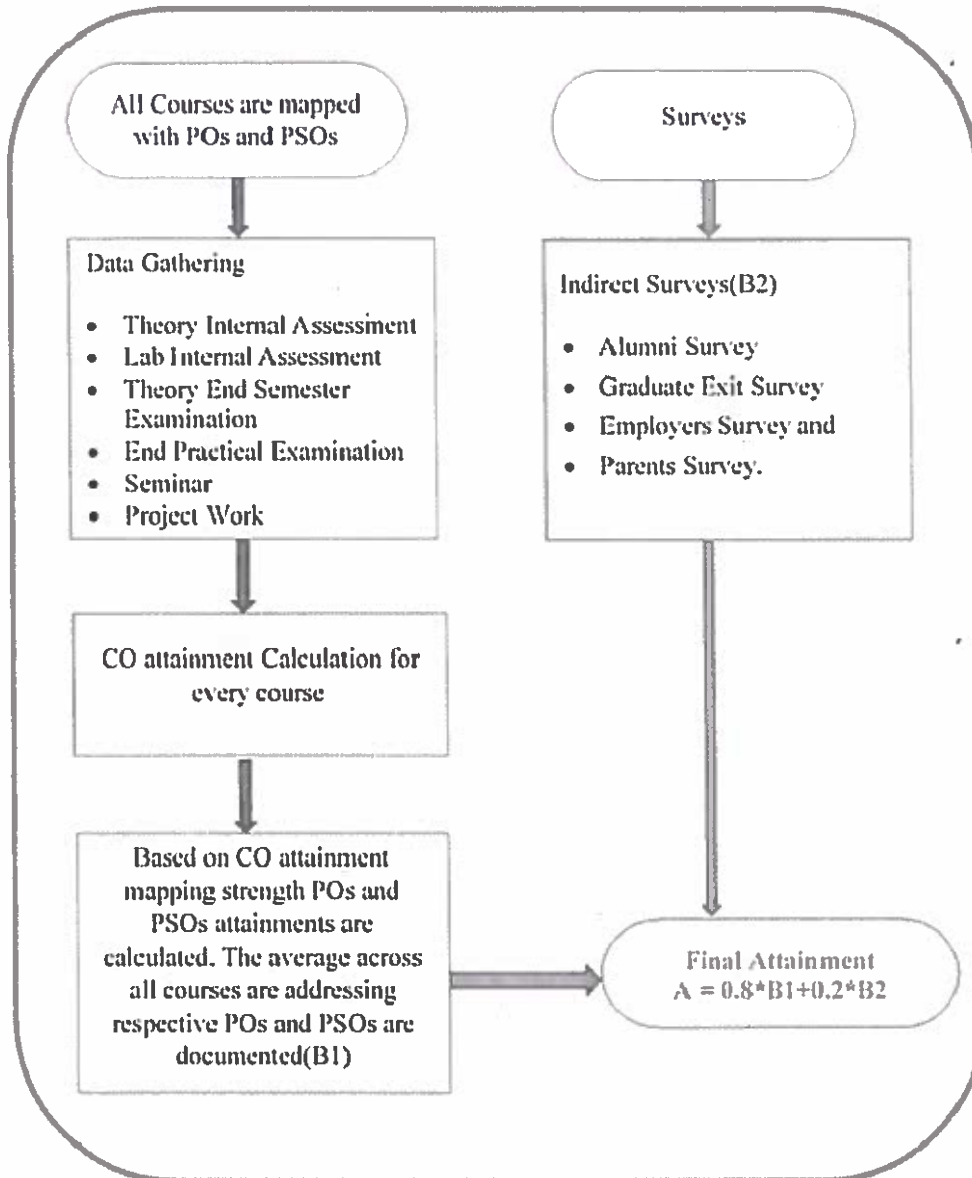 All Courses are mapped
with POs and PSOs
Data Gathering
• Theory Internal Assessment
• Lab Internal Assessment
• Theory End Semester
Examination
• End Practical Examination
• Seminar
• Project Work
CO attainment Calculation for
every course
Based on CO attainment
mapping strength POs and
PSOs attainments are
calculated. The average across
all courses are addressing
respective POs and PSOs are
documented(B1)
Surveys
Indirect Surveys(B2)
• Alumni Survey
• Graduate Exit Survey
• Employers Survey and
• Parents Survey.
Final Attainment
A = 0.8*B1+0.2*B2